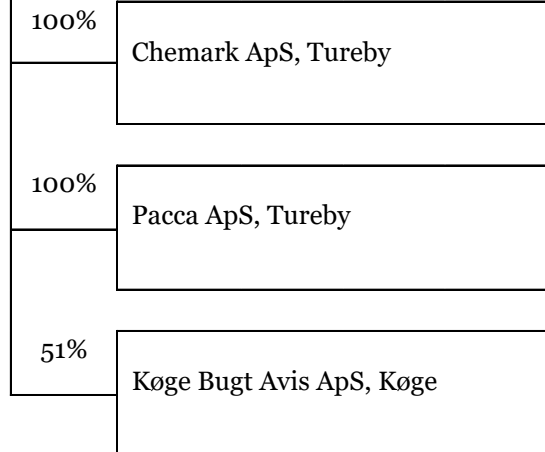 100%
Chemark ApS, Tureby
100%
Pacca ApS, Tureby
51%
Køge Bugt Avis ApS, Køge